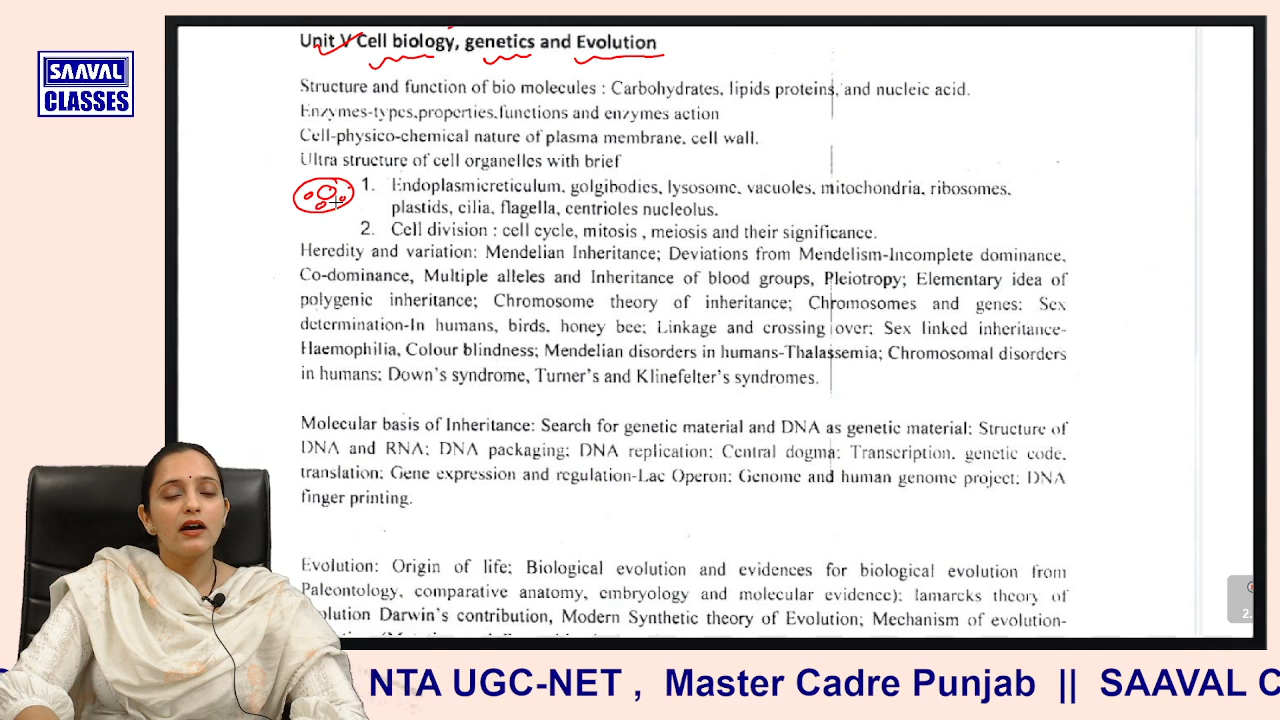 SAAVAL
CLASSES
Unit V Cell biology, genetics and Evolution
Structure and function of bio molecules : Carbohydrates, lipids proteins, and nucleic acid.
Enzymes-types,properties,functions and enzymes action
Cell-physico-chemical nature of plasma membrane, cell wall.
Ultra structure of cell organelles with brief
1. Endoplasmicreticulum, golgibodies, lysosome, vacuoles, mitochondria, ribosomes,
plastids, cilia, flagella, centrioles nucleolus.
2. Cell division : cell cycle, mitosis , meiosis and their significance.
Heredity and variation: Mendelian Inheritance; Deviations from Mendelism-Incomplete dominance,
Co-dominance, Multiple alleles and Inheritance of blood groups, Pleiotropy; Elementary idea of
polygenic inheritance; Chromosome theory of inheritance; Chromosomes and genes; Sex
determination-In humans, birds, honey bee; Linkage and crossing over; Sex linked inheritance-
Haemophilia, Colour blindness; Mendelian disorders in humans-Thalassemia; Chromosomal disorders
in humans; Down's syndrome, Turner's and Klinefelter's syndromes.
Molecular basis of Inheritance: Search for genetic material and DNA as genetic material; Structure of
DNA and RNA; DNA packaging; DNA replication; Central dogma; Transcription, genetic code,
translation; Gene expression and regulation-Lac Operon; Genome and human genome project; DNA
finger printing.
Evolution: Origin of life; Biological evolution and evidences for biological evolution from
Paleontology, comparative anatomy, embryology and molecular evidence); lamarcks theory of
Darwin's contribution, Modern Synthetic theory of Evolution; Mechanism of evolution-
2.
NTA UGC-NET , Master Cadre Punjab || SAAVAL C